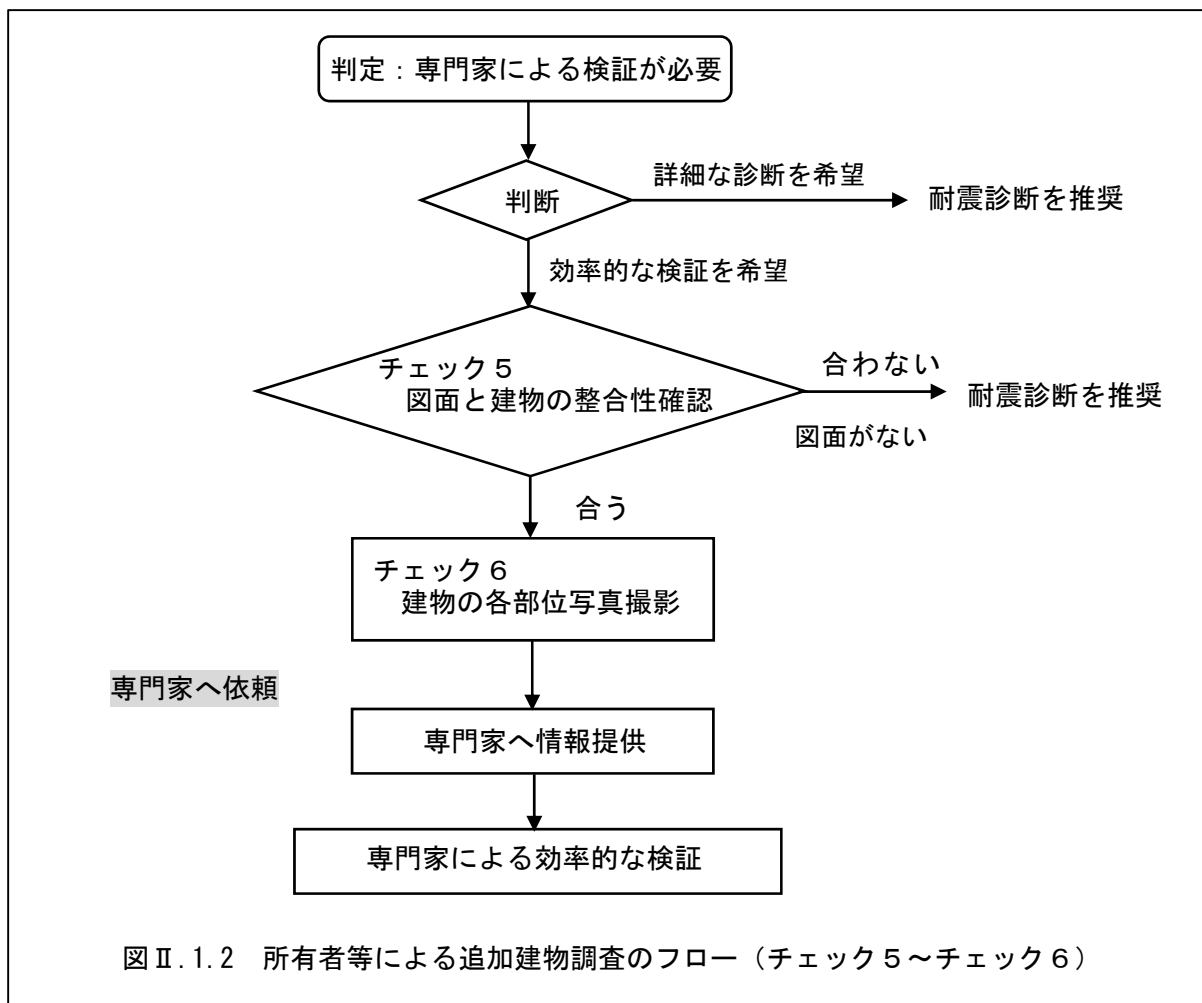 判定：専門家による検証が必要
判断
詳細な診断を希望
耐震診断を推奨
効率的な検証を希望
チェック５
図面と建物の整合性確認
合わない
図面がない
耐震診断を推奨
合う
チェック６
建物の各部位写真撮影
専門家へ依頼
専門家へ情報提供
専門家による効率的な検証
図Ⅱ.1.2　所有者等による追加建物調査のフロー（チェック５～チェック６）